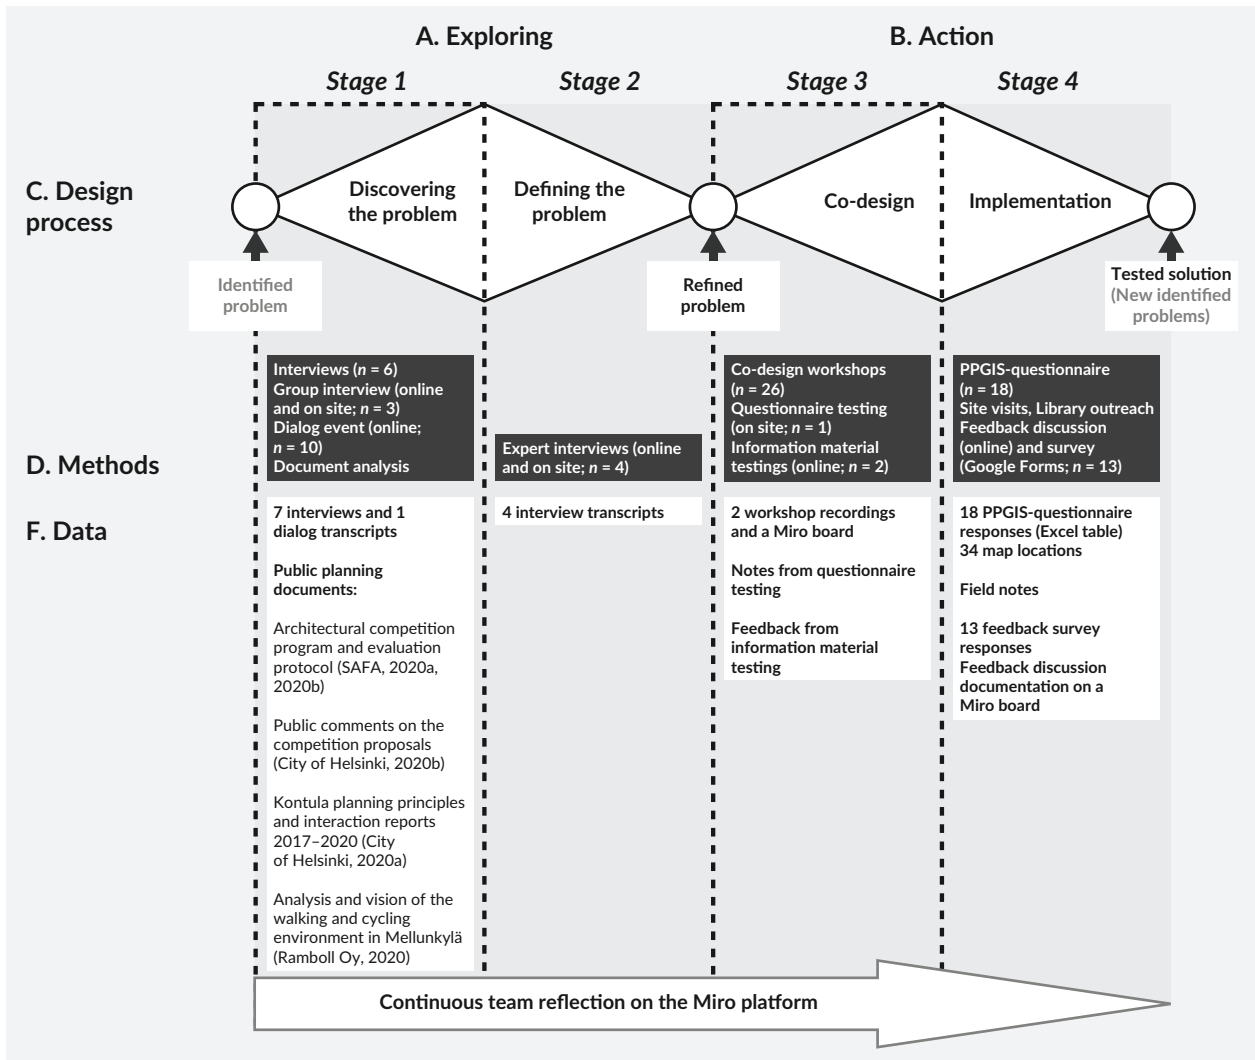 A. Exploring
B. Action
Stage 1
Stage 2
Stage 3
Stage 4
C. Design
process
Discovering
the problem
Defining the
problem
Co-design
Implementation
Identified
problem
Refined
problem
Tested solution
(New identified
problems)
D. Methods
Interviews (n = 6)
Group interview (online
and on site; n = 3)
Dialog event (online;
n = 10)
Document analysis
Expert interviews (online
and on site; n = 4)
Co-design workshops
(n = 26)
Questionnaire testing
(on site; n = 1)
Information material
testings (online; n = 2)
PPGIS-questionnaire
(n = 18)
Site visits, Library outreach
Feedback discussion
(online) and survey
(Google Forms; n = 13)
F. Data
7 interviews and 1
dialog transcripts
Public planning
documents:
Architectural competition
program and evaluation
protocol (SAFA, 2020a,
2020b)
Public comments on the
competition proposals
(City of Helsinki, 2020b)
Kontula planning principles
and interaction reports
2017–2020 (City
of Helsinki, 2020a)
Analysis and vision of the
walking and cycling
environment in Mellunkylä
(Ramboll Oy, 2020)
4 interview transcripts
2 workshop recordings
and a Miro board
Notes from questionnaire
testing
Feedback from
information material
testing
18 PPGIS-questionnaire
responses (Excel table)
34 map locations
Field notes
13 feedback survey
responses
Feedback discussion
documentation on a
Miro board
Continuous team reflection on the Miro platform